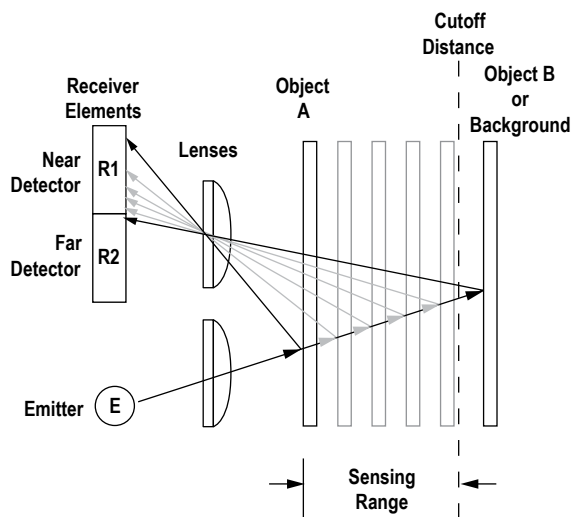 Cutoff
Distance
Object B
or
Background
Object
A
Receiver
Elements
Lenses
Near
Detector
R1
Far
Detector
R2
Emitter
E
Sensing
Range